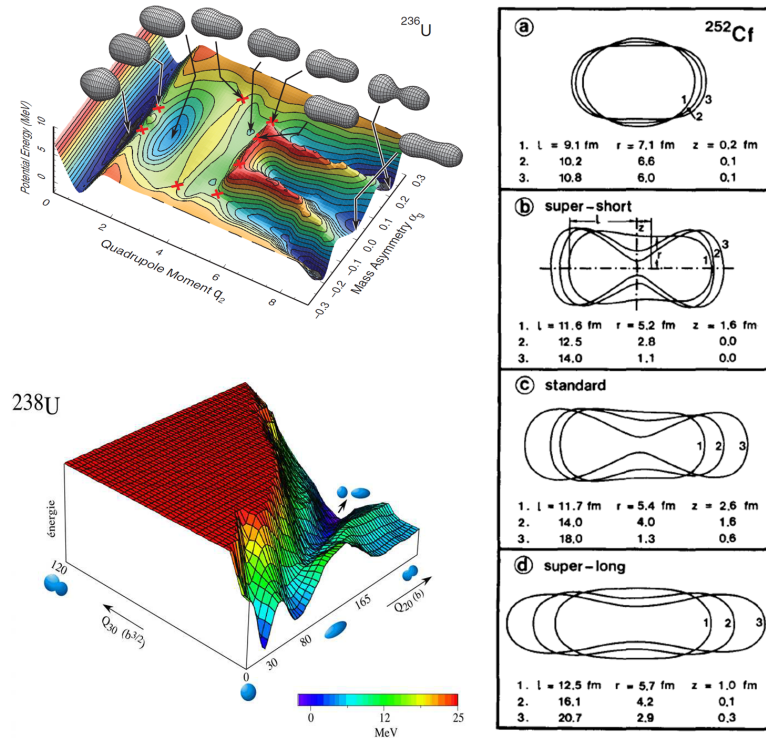 236U
Potential Energy (MeV)
10
5
0
0
2
4
6
8
Quadrupole Moment q2
−0.3
−0.2
−0.1
0.0
0.1
0.2
0.3
Mass Asymmetry αg
238U
énergie
120
Q30 (b3/2)
0
30
80
165
Q20 (b)
0
5
10
15
20
25
MeV
a 252Cf
1 2 3
1. l = 9.1 fm r = 7.1 fm z = 0.2 fm
2. 10.2 6.6 0.1
3. 10.8 6.0 0.1
b super-short
l z r
1 2 3
1. l = 11.6 fm r = 5.2 fm z = 1.6 fm
2. 12.5 2.8 0.0
3. 14.0 1.1 0.0
c standard
1 2 3
1. l = 11.7 fm r = 5.4 fm z = 2.6 fm
2. 14.0 4.0 1.6
3. 18.0 1.3 0.6
d super-long
1 2 3
1. l = 12.5 fm r = 5.7 fm z = 1.0 fm
2. 16.1 4.2 0.1
3. 20.7 2.9 0.3